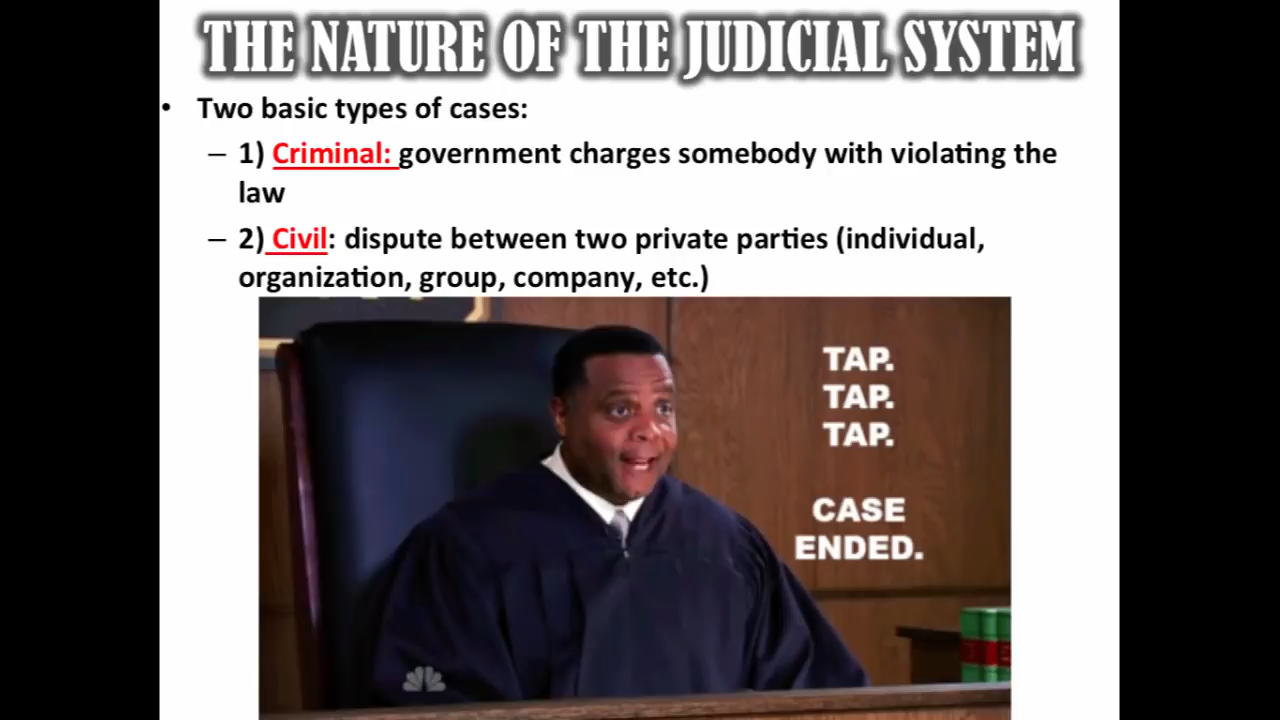 THE NATURE OF THE JUDICIAL SYSTEM
• Two basic types of cases:
– 1) Criminal: government charges somebody with violating the
law
– 2) Civil: dispute between two private parties (individual,
organization, group, company, etc.)
TAP.
TAP.
TAP.
CASE
ENDED.